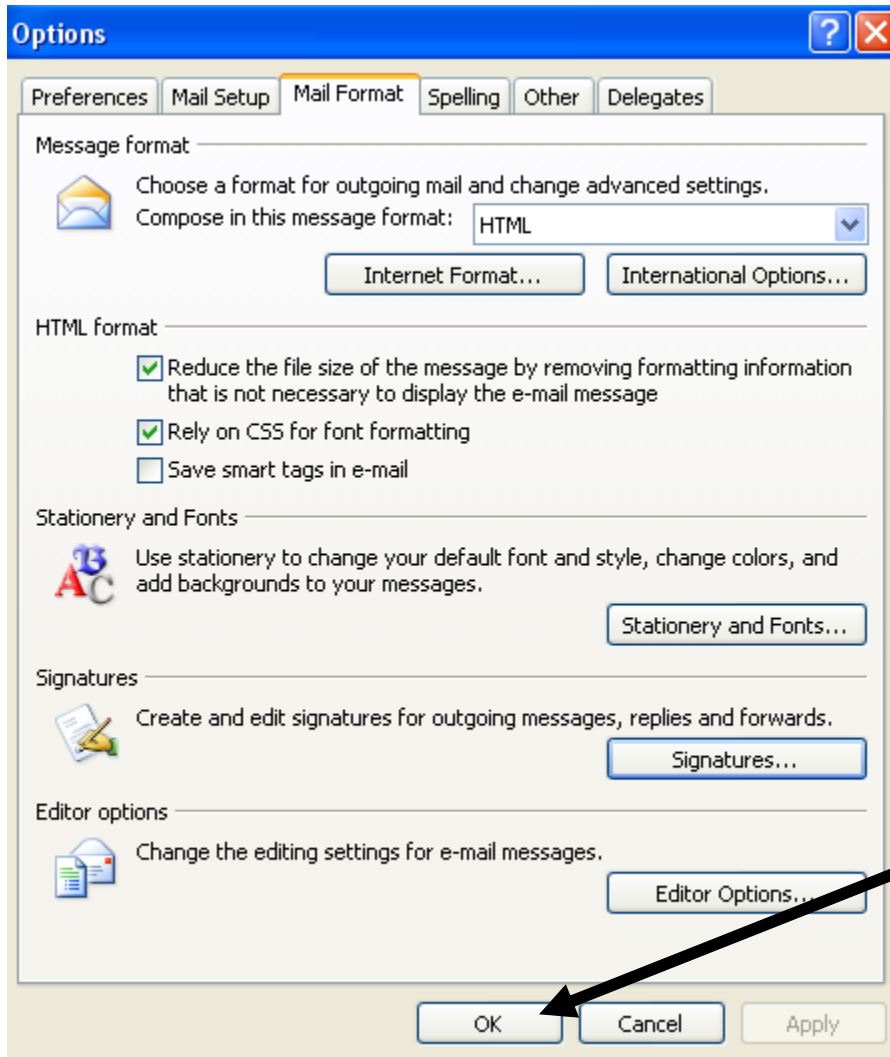 Options
Preferences Mail Setup Mail Format Spelling Other Delegates
Message format
Choose a format for outgoing mail and change advanced settings.
Compose in this message format: HTML
Internet Format... International Options...
HTML format
Reduce the file size of the message by removing formatting information
that is not necessary to display the e-mail message
Rely on CSS for font formatting
Save smart tags in e-mail
Stationery and Fonts
Use stationery to change your default font and style, change colors, and
add backgrounds to your messages.
Stationery and Fonts...
Signatures
Create and edit signatures for outgoing messages, replies and forwards.
Signatures...
Editor options
Change the editing settings for e-mail messages.
Editor Options...
OK Cancel Apply